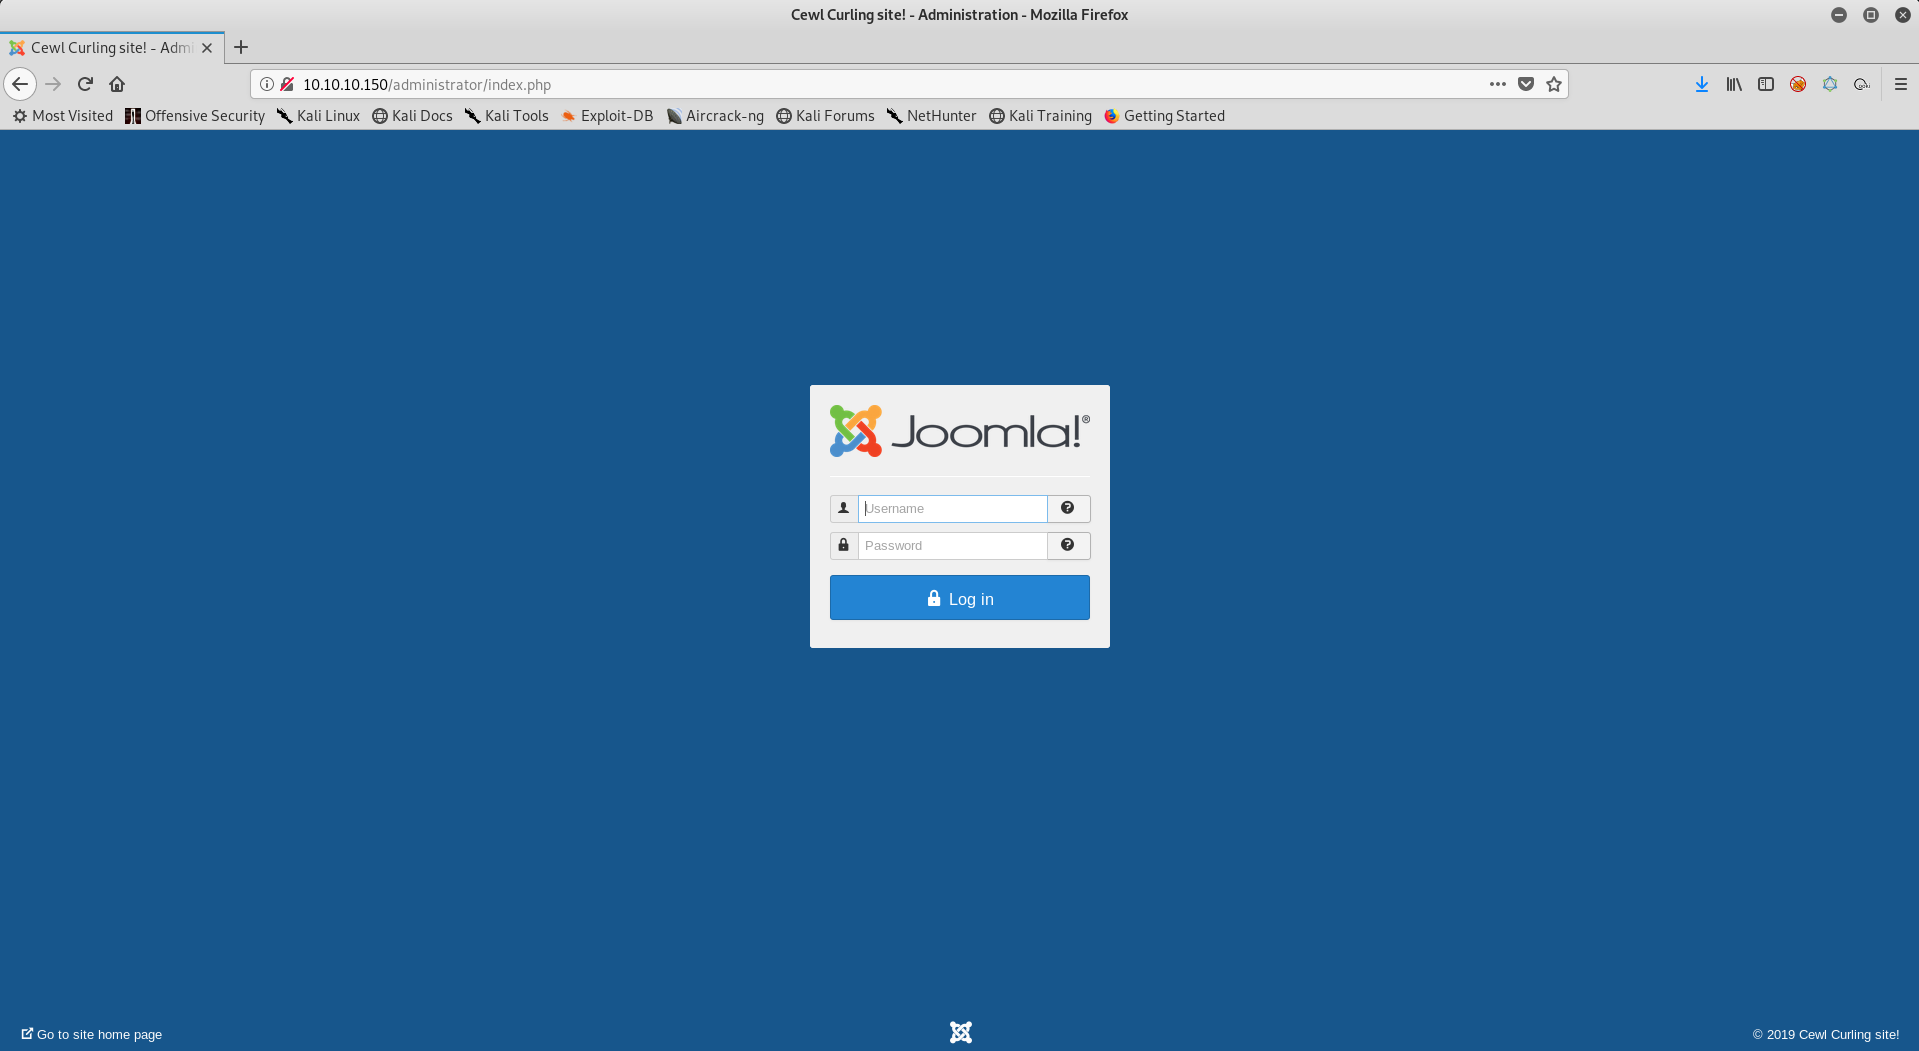 Cewl Curling site! - Administration - Mozilla Firefox
Cewl Curling site! - Admi
10.10.10.150/administrator/index.php
Most Visited Offensive Security Kali Linux Kali Docs Kali Tools Exploit-DB Aircrack-ng Kali Forums NetHunter Kali Training Getting Started
Joomla!®
Username
Password
Log in
Go to site home page
© 2019 Cewl Curling site!